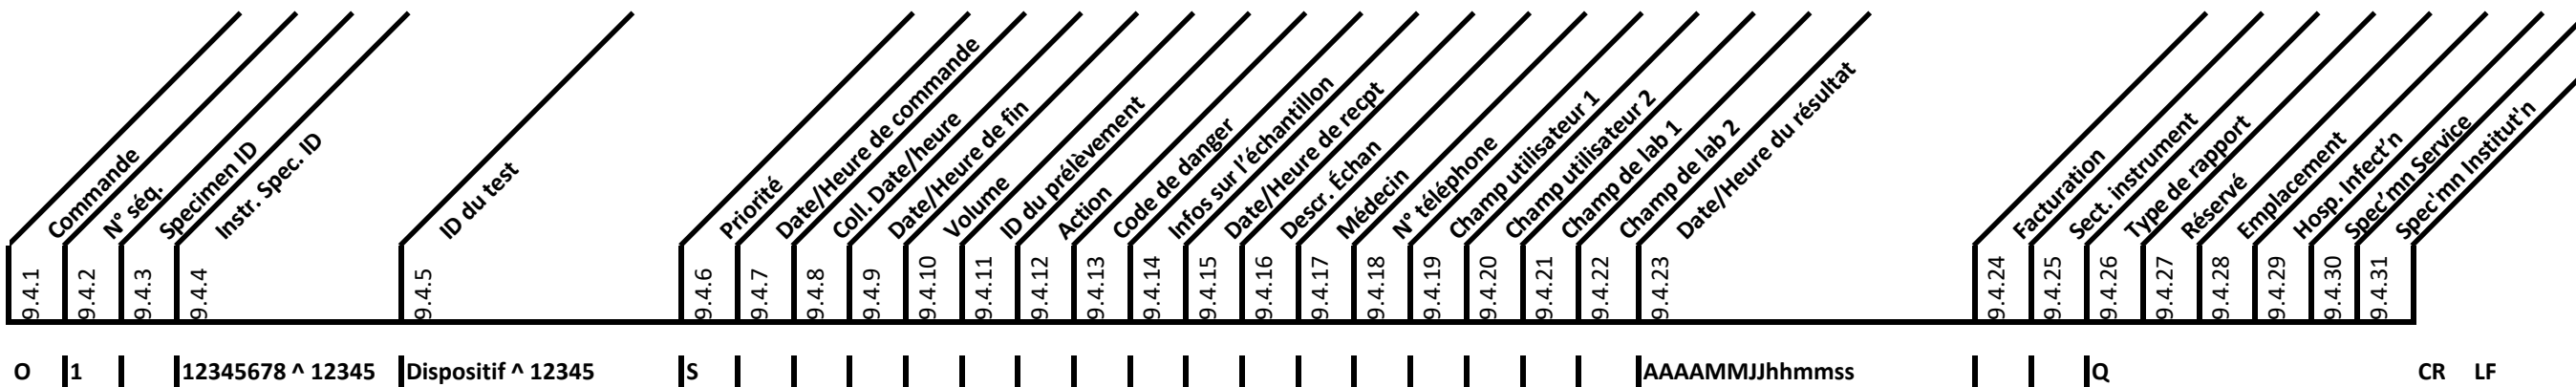 Commande
N° séq.
Specimen ID
Instr. Spec. ID
ID du test
Priorité
Date/Heure de commande
Coll. Date/heure
Date/Heure de fin
Volume
ID du prélèvement
Action
Code de danger
Infos sur l'échantillon
Date/Heure de recpt
Descr. Échan
Médecin
N° téléphone
Champ utilisateur 1
Champ utilisateur 2
Champ de lab 1
Champ de lab 2
Date/Heure du résultat
Facturation
Sect. instrument
Type de rapport
Réservé
Emplacement
Hosp. Infect'n
Spec'mn Service
Spec'mn Institut'n
9.4.1
9.4.2
9.4.3
9.4.4
9.4.5
9.4.6
9.4.7
9.4.8
9.4.9
9.4.10
9.4.11
9.4.12
9.4.13
9.4.14
9.4.15
9.4.16
9.4.17
9.4.18
9.4.19
9.4.20
9.4.21
9.4.22
9.4.23
9.4.24
9.4.25
9.4.26
9.4.27
9.4.28
9.4.29
9.4.30
9.4.31
O |1 | |12345678 ^ 12345 |Dispositif ^ 12345 |S | | | | | | | | | | | | | | | | |AAAAMMJJhhmmss | | |Q CR LF